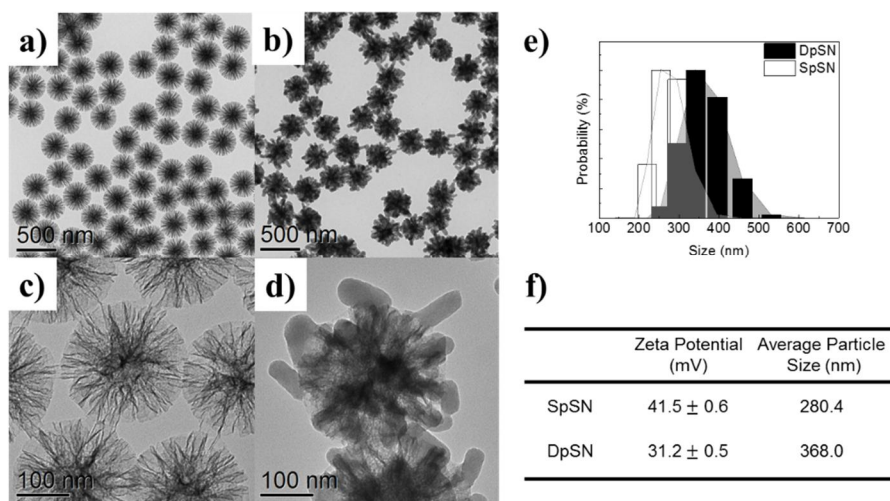 a)
b)
500 nm
500 nm
c)
d)
100 nm
100 nm
e)
DpSN
SpSN
Probability (%)
100 200 300 400 500 600 700
Size (nm)
f)
Zeta Potential Average Particle
(mV) Size (nm)
SpSN 41.5 ± 0.6 280.4
DpSN 31.2 ± 0.5 368.0